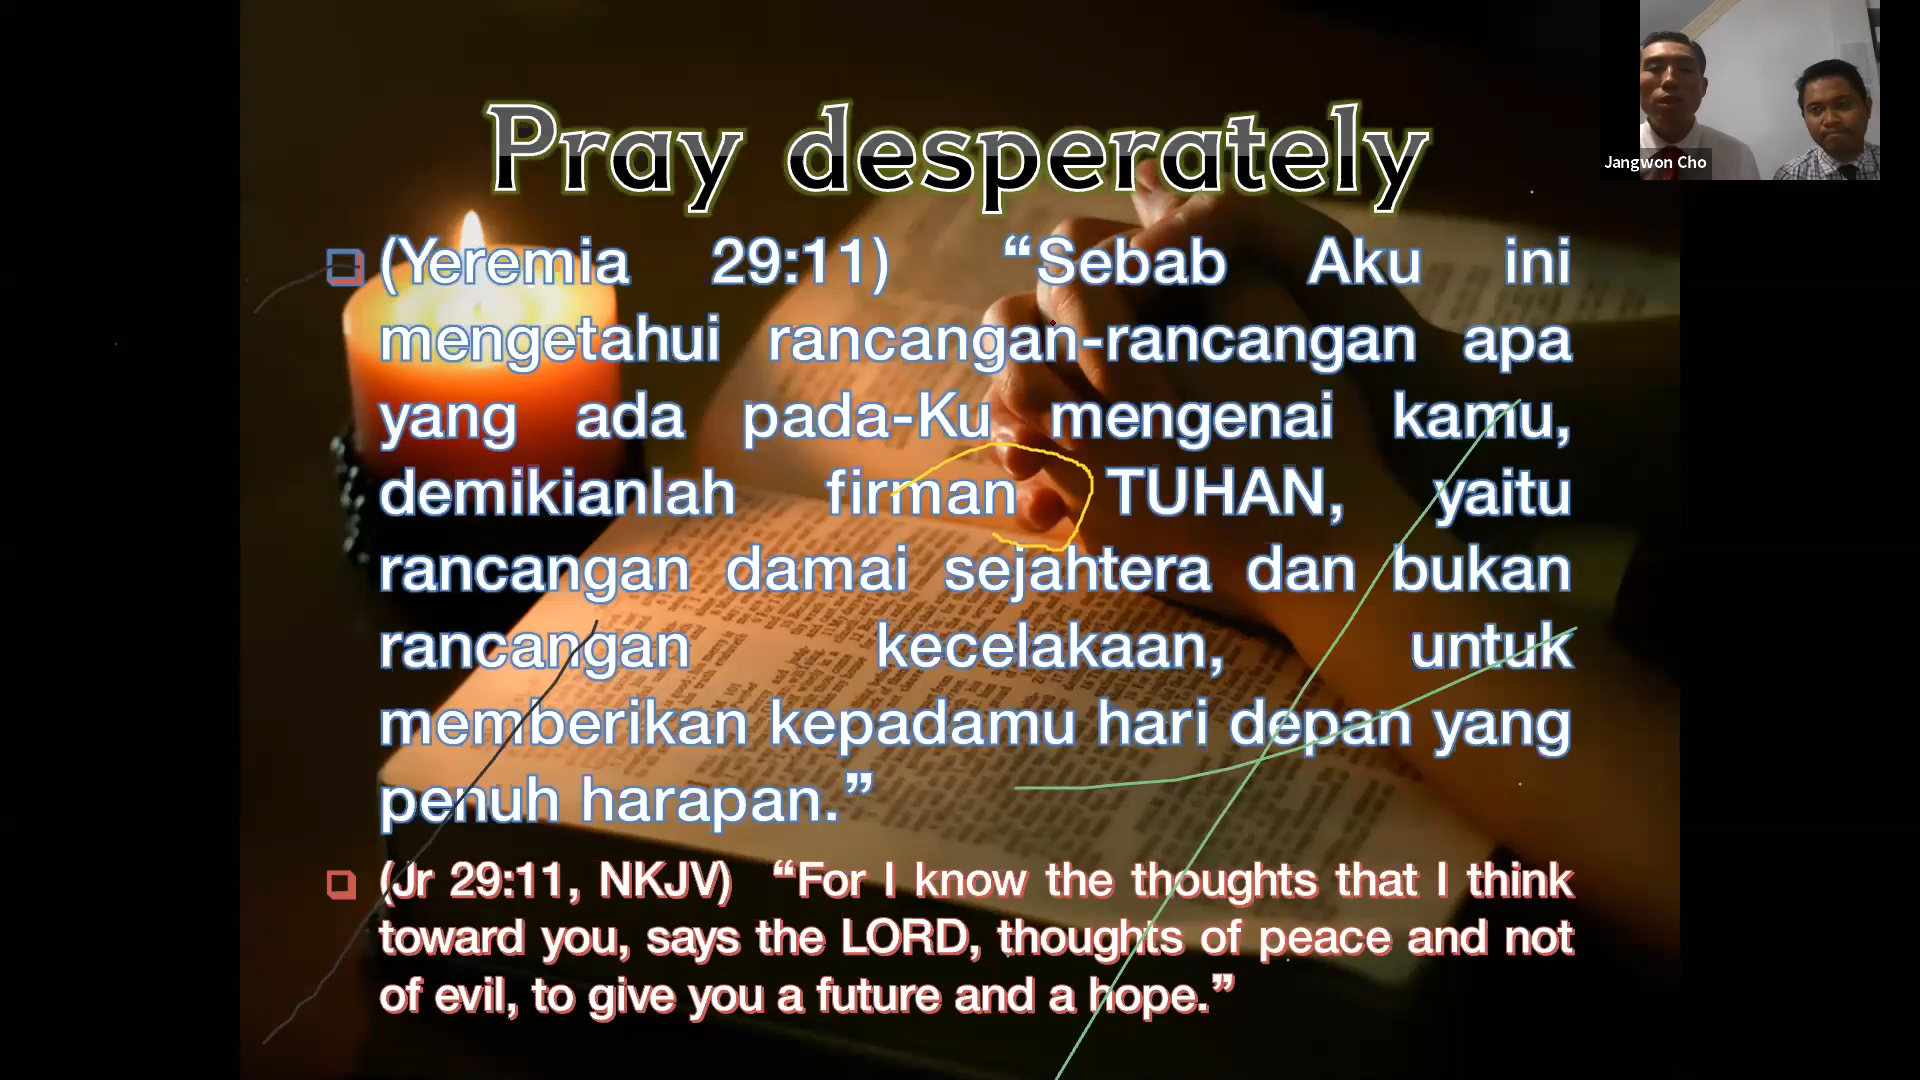 Pray desperately
Jangwon Cho
(Yeremia 29:11) “Sebab Aku ini
mengetahui rancangan-rancangan apa
yang ada pada-Ku mengenai kamu,
demikianlah firman TUHAN, yaitu
rancangan damai sejahtera dan bukan
rancangan kecelakaan, untuk
memberikan kepadamu hari depan yang
penuh harapan.”
(Jr 29:11, NKJV) “For I know the thoughts that I think
toward you, says the LORD, thoughts of peace and not
of evil, to give you a future and a hope.”